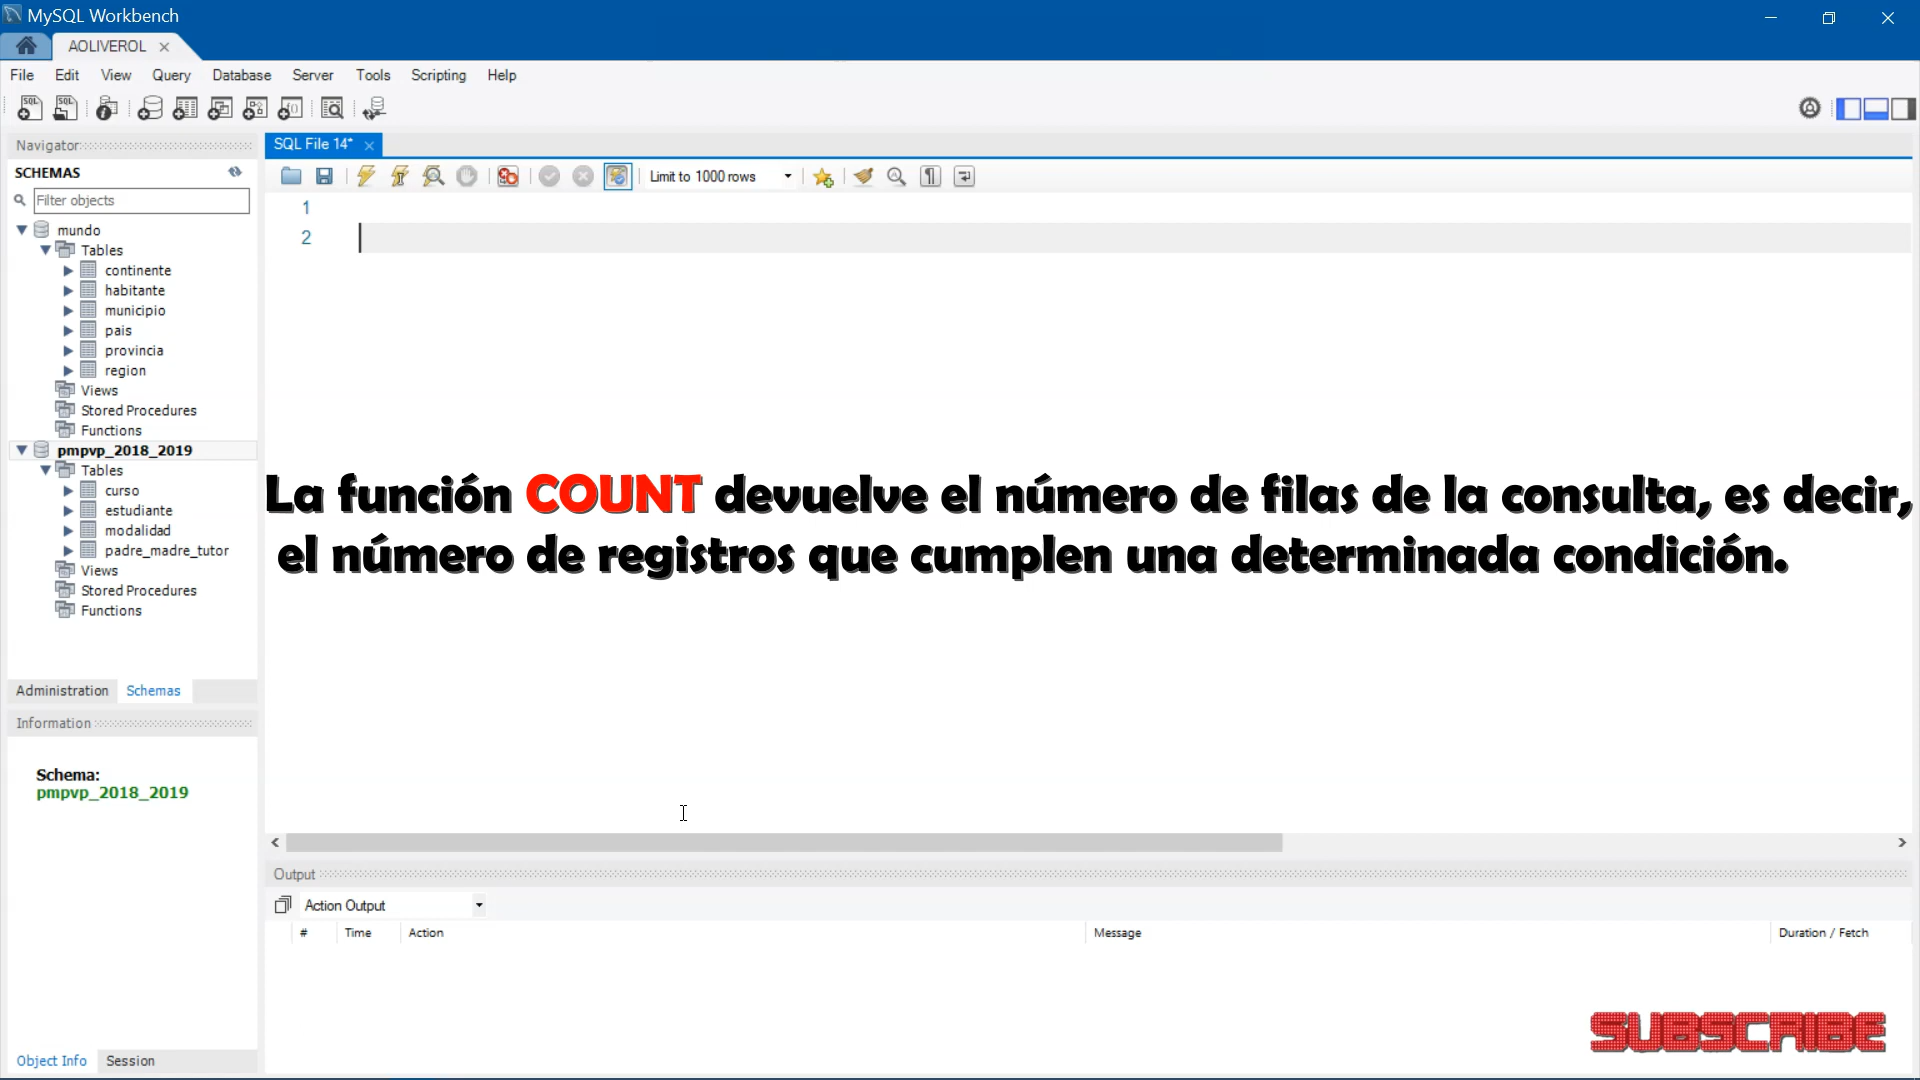 MySQL Workbench
AOLIVEROL
File Edit View Query Database Server Tools Scripting Help
Navigator
SCHEMAS
Filter objects
mundo
Tables
continente
habitante
municipio
pais
provincia
region
Views
Stored Procedures
Functions
pmpvp_2018_2019
Tables
curso
estudiante
modalidad
padre_madre_tutor
Views
Stored Procedures
Functions
Administration Schemas
Information
Schema:
pmpvp_2018_2019
Object Info Session
SQL File 14*
Limit to 1000 rows
1
2
La función COUNT devuelve el número de filas de la consulta, es decir,
el número de registros que cumplen una determinada condición.
Output
Action Output
# Time Action Message Duration / Fetch
SUBSCRIBE